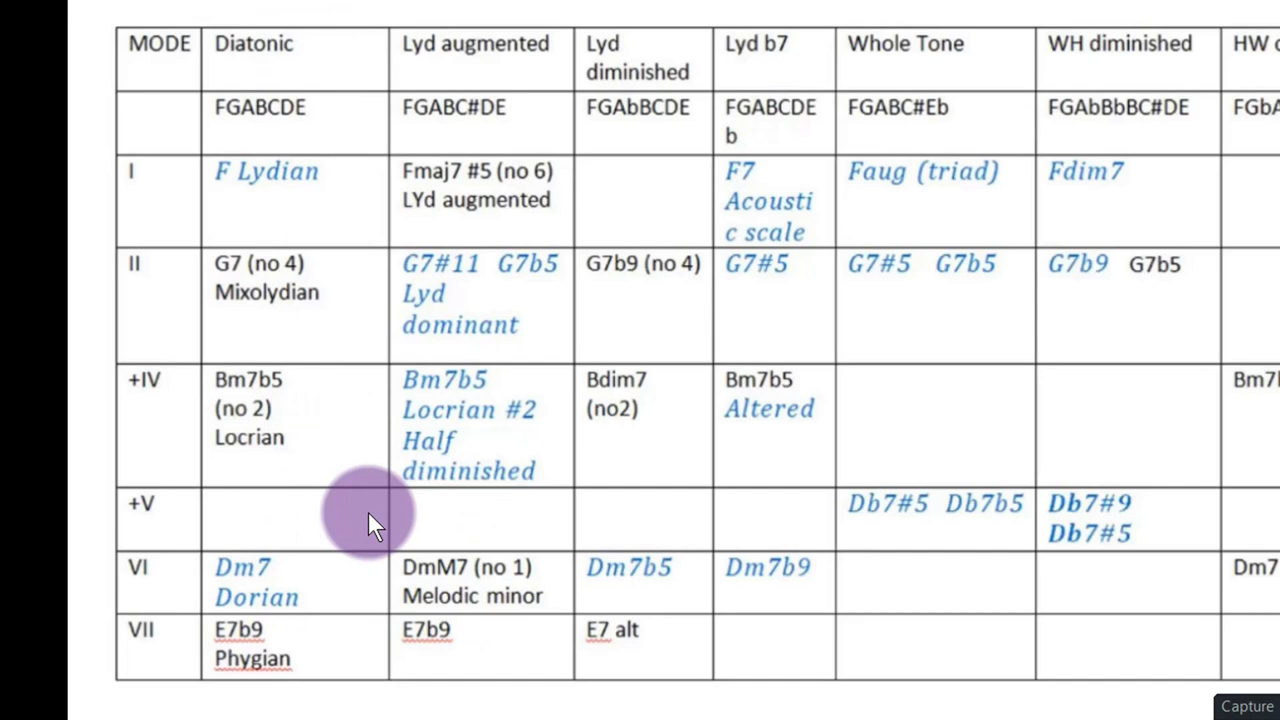 MODE Diatonic Lyd augmented Lyd Lyd b7 Whole Tone WH diminished HW
diminished
FGABCDE FGABC#DE FGAbBCDE FGABCDE FGABC#Eb FGAbBbBC#DE
b
I F Lydian Fmaj7 #5 (no 6) F7 Faug (triad) Fdim7
LYd augmented Acousti
c scale
II G7 (no 4) G7#11 G7b5 G7b9 (no 4) G7#5 G7#5 G7b5 G7b9 G7b5
Mixolydian Lyd
dominant
+IV Bm7b5 Bm7b5 Bdim7 Bm7b5
(no 2) Locrian #2 (no2) Altered
Locrian Half
diminished
+V Db7#5 Db7b5 Db7#9
Db7#5
VI Dm7 DmM7 (no 1) Dm7b5 Dm7b9 Dm7
Dorian Melodic minor
VII E7b9 E7b9 E7 alt
Phygian
Capture